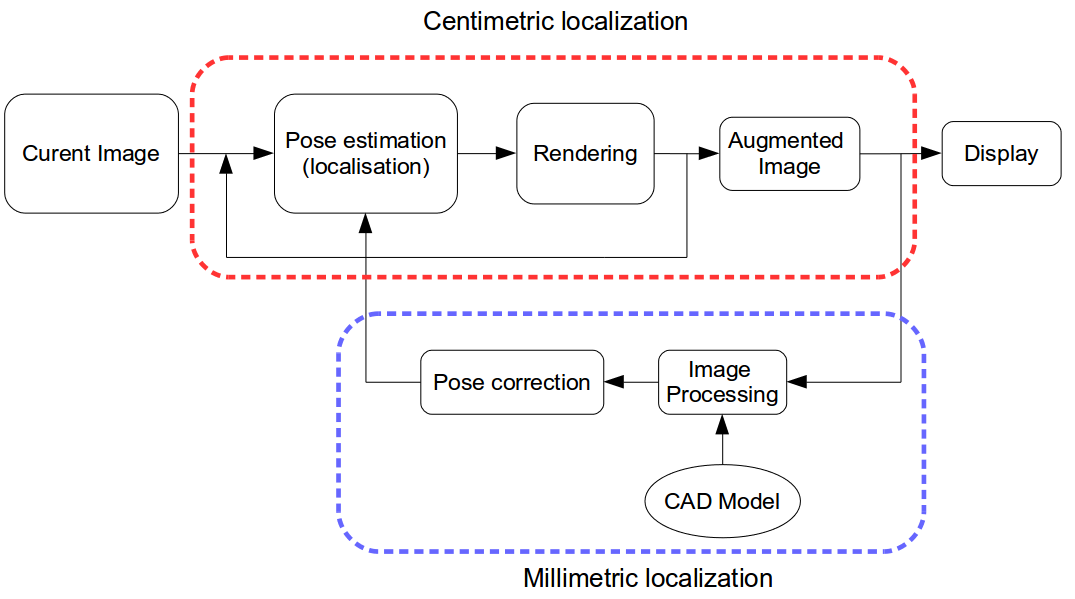 Centimetric localization
Curent Image
Pose estimation
(localisation)
Rendering
Augmented
Image
Display
Pose correction
Image
Processing
CAD Model
Millimetric localization